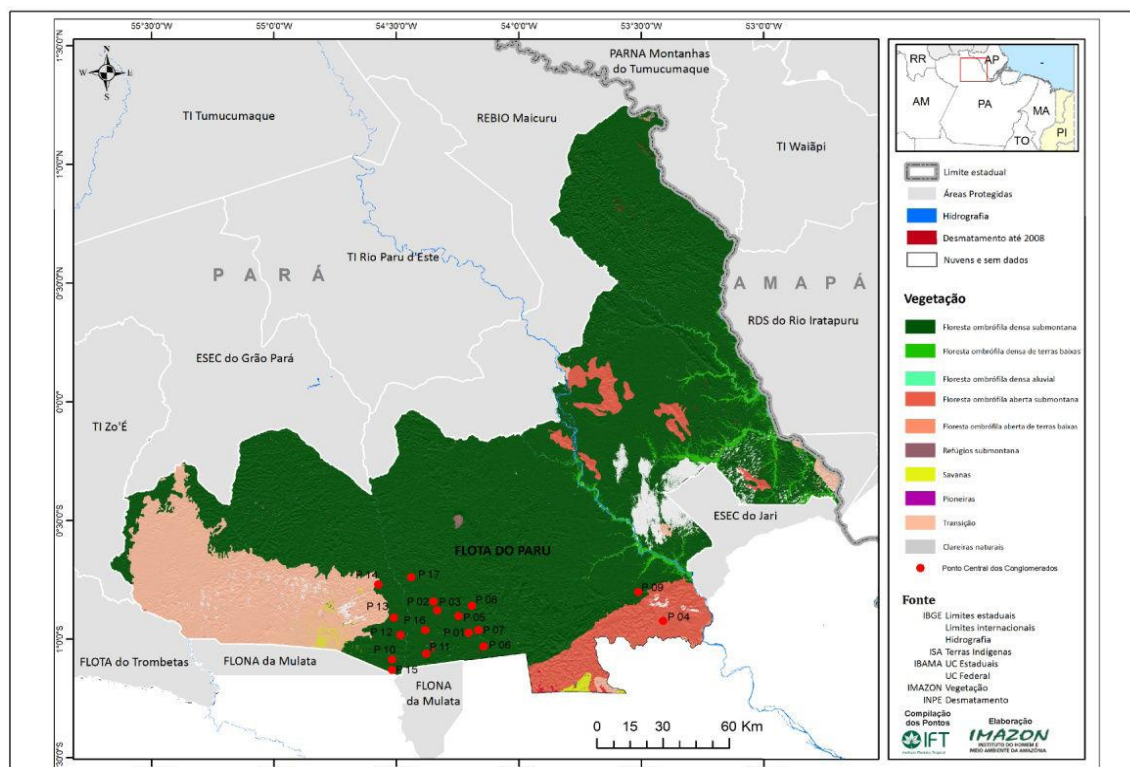 55°30'0"W
55°0'0"W
54°30'0"W
54°0'0"W
53°30'0"W
53°0'0"W
1°30'0"N
1°0'0"N
0°30'0"N
0°0'0"
0°30'0"S
1°0'0"S
N
W E
S
PARNA Montanhas
do Tumucumaque
TI Tumucumaque
REBIO Maicuru
TI Waiãpi
TI Rio Paru d'Este
PARÁ
AMAPÁ
RDS do Rio Iratapuru
ESEC do Grão Pará
TI Zo'É
ESEC do Jari
FLOTA DO PARU
P 14
P 17
P 09
P 02
P 03
P 08
P 13
P 05
P 04
P 16
P 12
P 01
P 07
P 10
P 11
P 06
P 15
FLOTA do Trombetas
FLONA da Mulata
FLONA
da Mulata
0 15 30 60 Km
RR
AP
AM
PA
MA
TO
PI
Limite estadual
Áreas Protegidas
Hidrografia
Desmatamento até 2008
Nuvens e sem dados
Vegetação
Floresta ombrófila densa submontana
Floresta ombrófila densa de terras baixas
Floresta ombrófila densa aluvial
Floresta ombrófila aberta submontana
Floresta ombrófila aberta de terras baixas
Refúgios submontana
Savanas
Pioneiras
Transição
Clareiras naturais
Ponto Central dos Conglomerados
Fonte
IBGE Limites estaduais
Limites internacionais
Hidrografia
ISA Terras Indígenas
IBAMA UC Estaduais
UC Federal
IMAZON Vegetação
INPE Desmatamento
Compilação
dos Pontos
IFT
Elaboração
IMAZON
INSTITUTO DO HOMEM E
MEIO AMBIENTE DA AMAZÔNIA